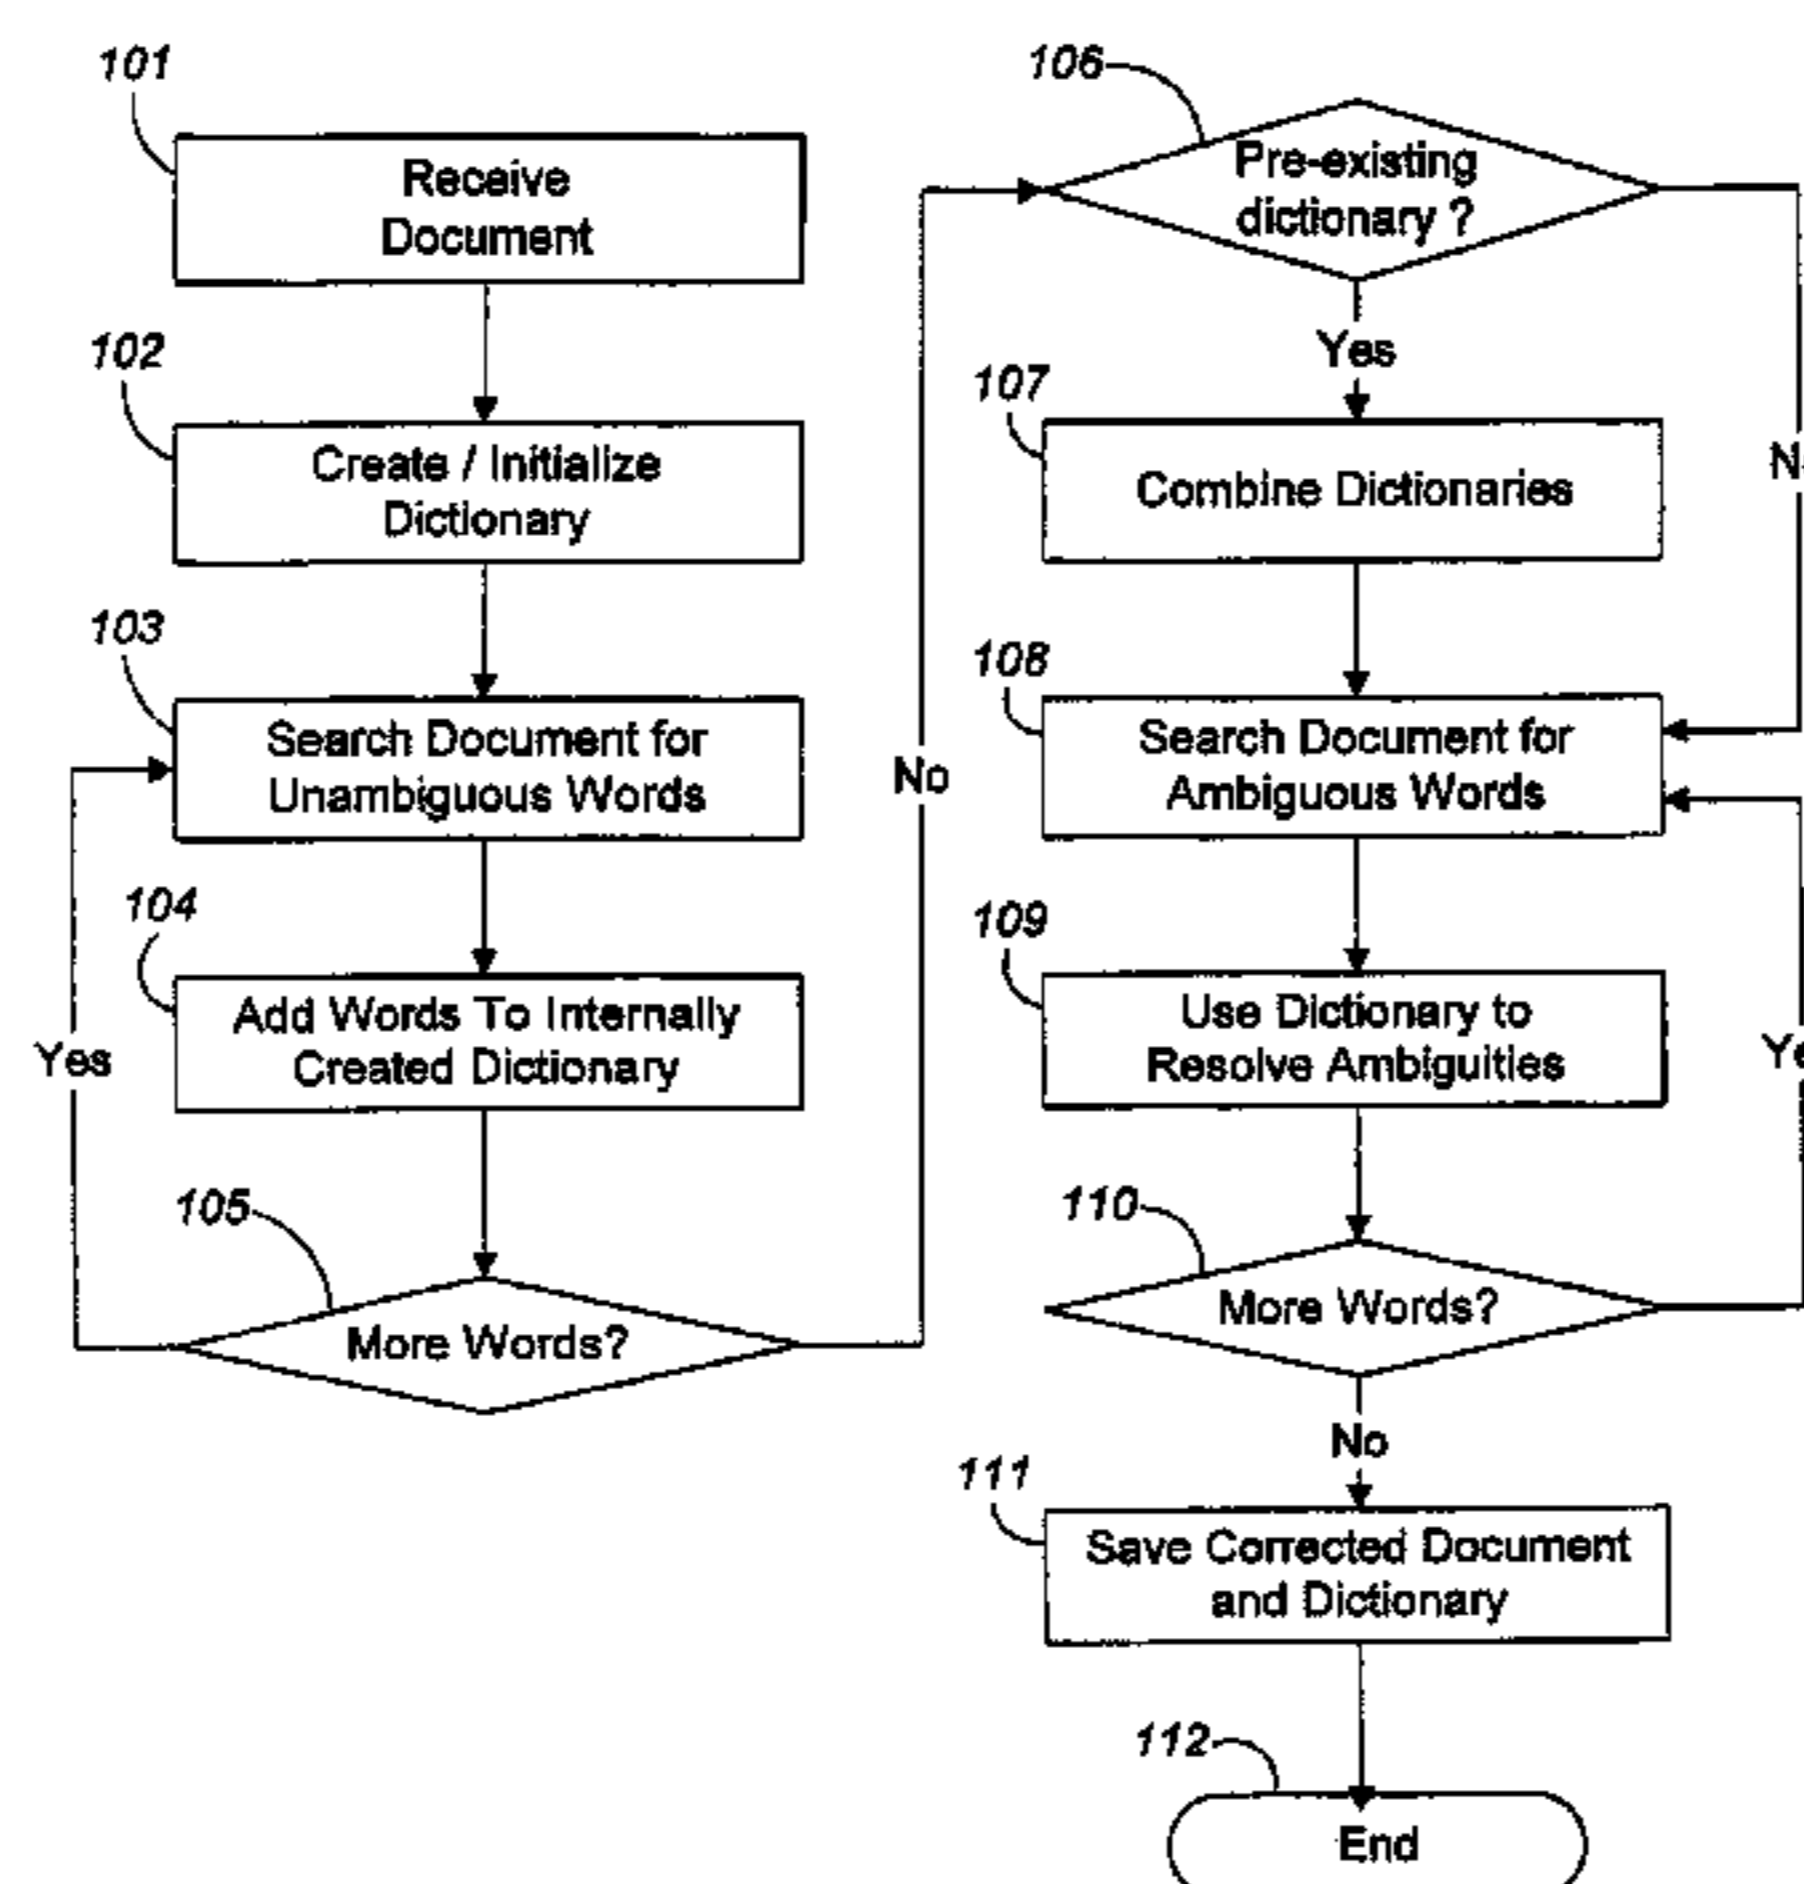 101
Receive
Document
102
Create / Initialize
Dictionary
103
Search Document for
Unambiguous Words
104
Add Words To Internally
Created Dictionary
Yes
105
More Words?
No
106
Pre-existing
dictionary ?
Yes
107
Combine Dictionaries
108
Search Document for
Ambiguous Words
109
Use Dictionary to
Resolve Ambiguities
110
More Words?
No
111
Save Corrected Document
and Dictionary
112
End